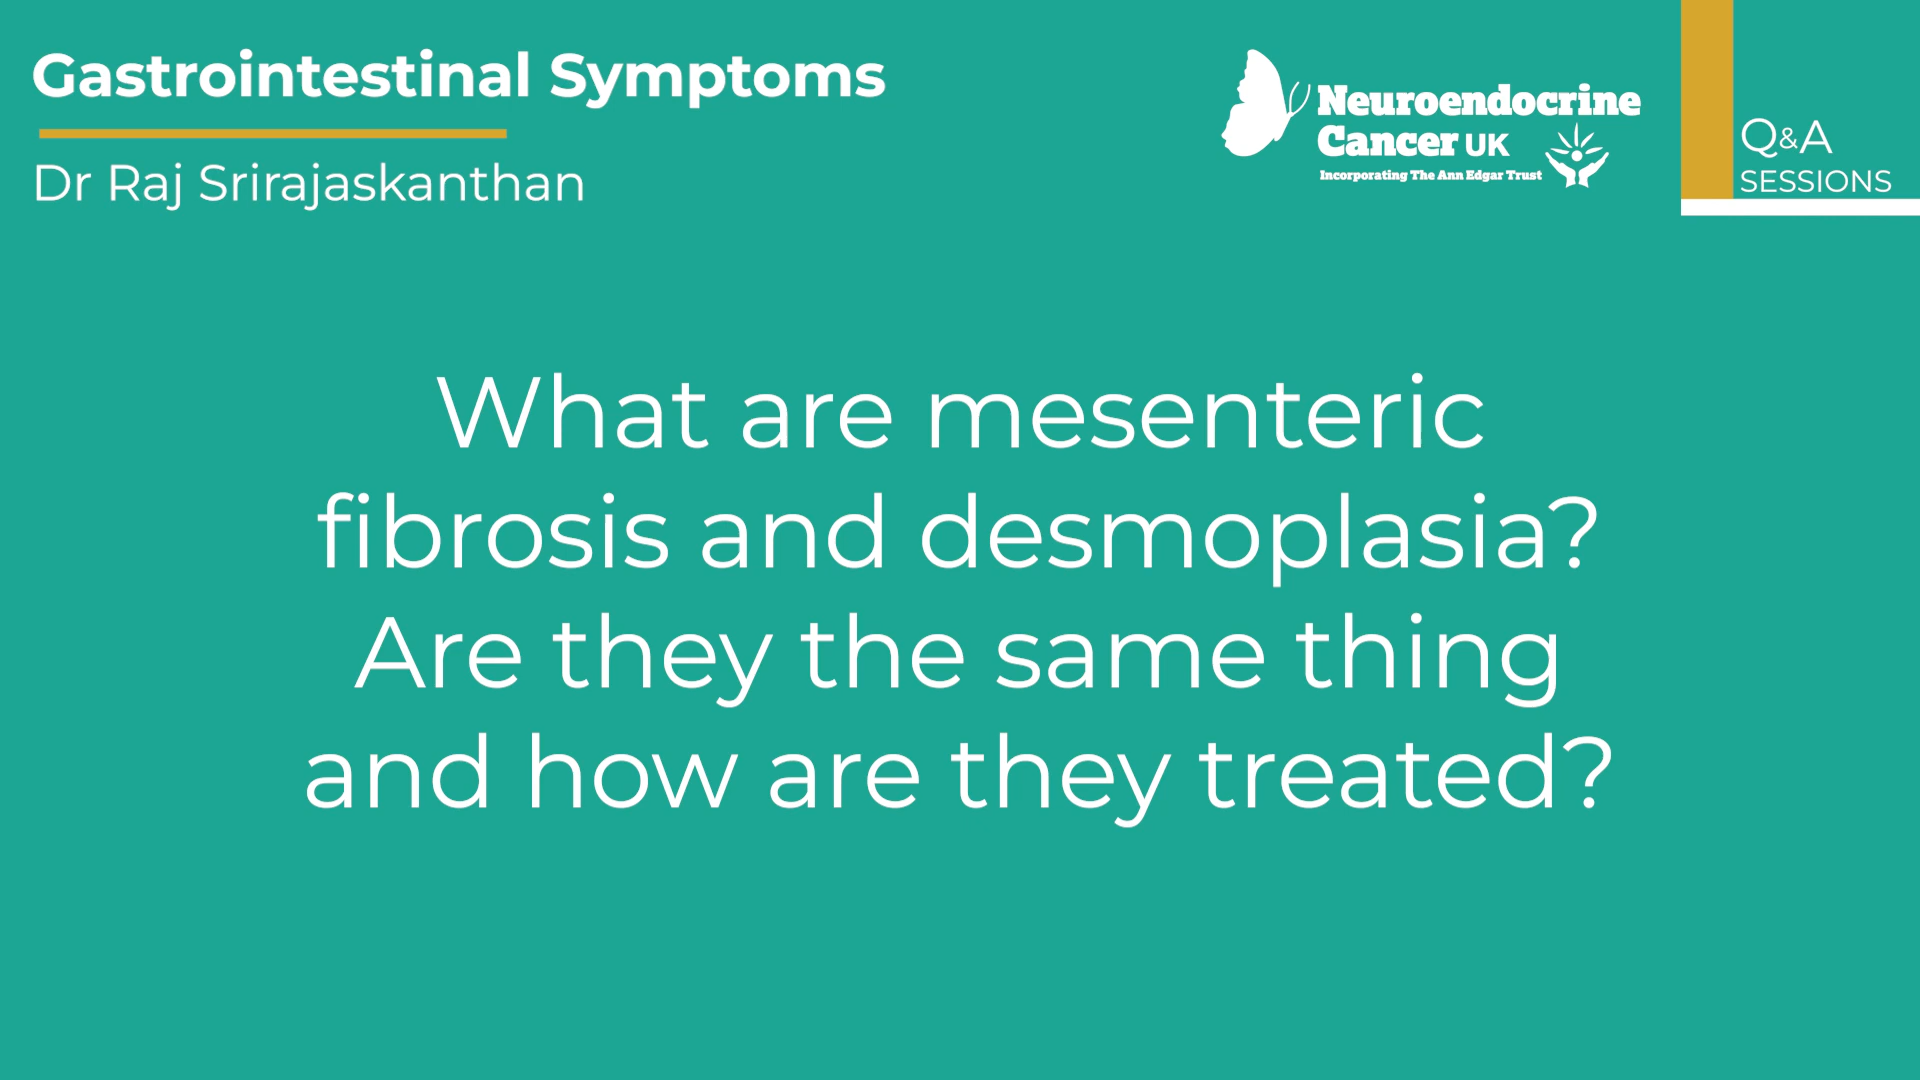 Gastrointestinal Symptoms
Dr Raj Srirajaskanthan
Neuroendocrine
Cancer UK
Incorporating The Ann Edgar Trust
Q&A
SESSIONS
What are mesenteric
fibrosis and desmoplasia?
Are they the same thing
and how are they treated?